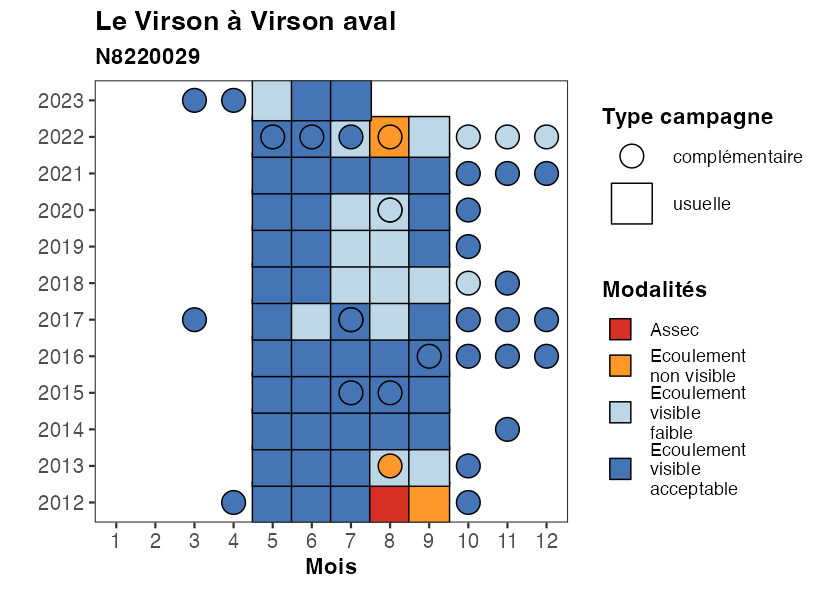 Le Virson à Virson aval
N8220029
2023
2022
2021
2020
2019
2018
2017
2016
2015
2014
2013
2012
1 2 3 4 5 6 7 8 9 10 11 12
Mois
Type campagne
complémentaire
usuelle
Modalités
Assec
Ecoulement
non visible
Ecoulement
visible
faible
Ecoulement
visible
acceptable